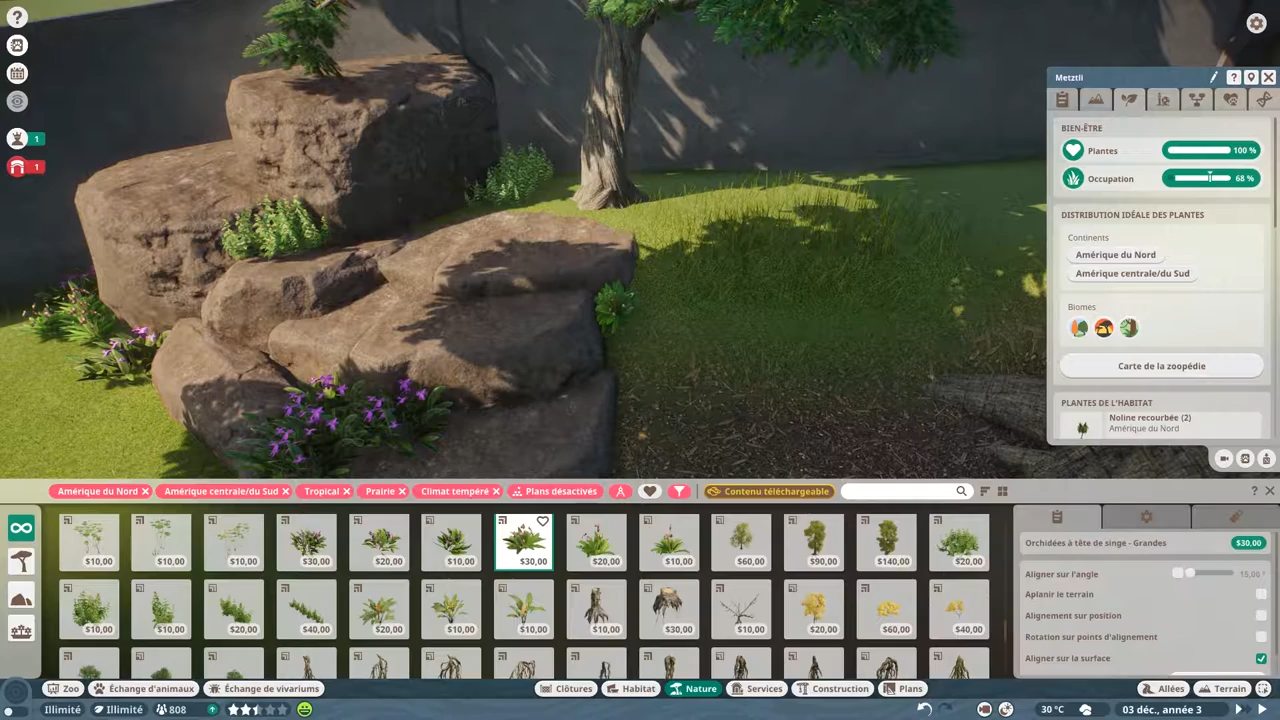 ?
1
1
Metztli
?
BIEN-ÊTRE
Plantes
100 %
Occupation
68 %
DISTRIBUTION IDÉALE DES PLANTES
Continents
Amérique du Nord
Amérique centrale/du Sud
Biomes
Carte de la zoopédie
PLANTES DE L'HABITAT
Noline recourbée (2)
Amérique du Nord
Amérique du Nord ✕ Amérique centrale/du Sud ✕ Tropical ✕ Prairie ✕ Climat tempéré ✕ Plans désactivés Contenu téléchargeable
? ✕
$10,00 $10,00 $10,00 $30,00 $20,00 $10,00 $30,00 $20,00 $10,00 $60,00 $90,00 $140,00 $20,00
$10,00 $10,00 $20,00 $40,00 $20,00 $10,00 $10,00 $10,00 $30,00 $10,00 $20,00 $60,00 $40,00
Orchidées à tête de singe - Grandes $30,00
Aligner sur l'angle 15,00 °
Aplanir le terrain
Alignement sur position
Rotation sur points d'alignement
Aligner sur la surface
Zoo Échange d'animaux Échange de vivariums Clôtures Habitat Nature Services Construction Plans Allées Terrain
Illimité Illimité 808 30 °C 03 déc., année 3